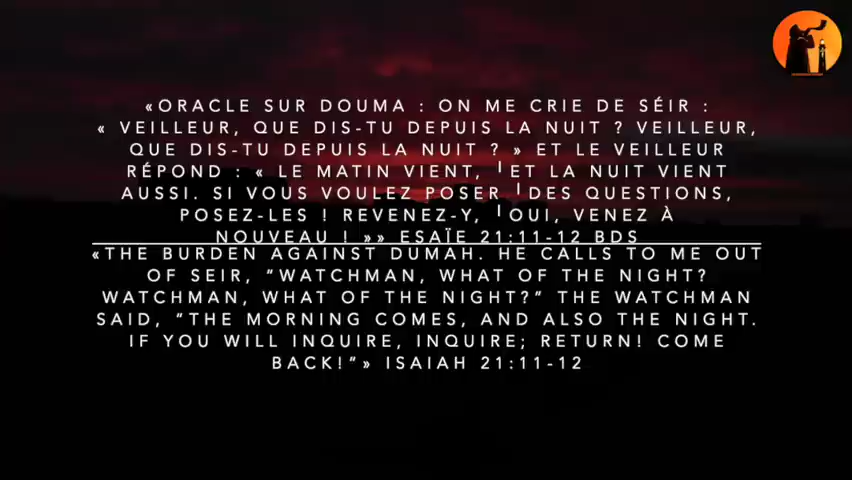 «ORACLE SUR DOUMA : ON ME CRIE DE SÉIR :
« VEILLEUR, QUE DIS-TU DEPUIS LA NUIT ? VEILLEUR,
QUE DIS-TU DEPUIS LA NUIT ? » ET LE VEILLEUR
RÉPOND : « LE MATIN VIENT, ╵ET LA NUIT VIENT
AUSSI. SI VOUS VOULEZ POSER ╵DES QUESTIONS,
POSEZ-LES ! REVENEZ-Y, ╵OUI, VENEZ À
NOUVEAU ! »» ESAÏE 21:11-12 BDS
«THE BURDEN AGAINST DUMAH. HE CALLS TO ME OUT
OF SEIR, “WATCHMAN, WHAT OF THE NIGHT?
WATCHMAN, WHAT OF THE NIGHT?” THE WATCHMAN
SAID, “THE MORNING COMES, AND ALSO THE NIGHT.
IF YOU WILL INQUIRE, INQUIRE; RETURN! COME
BACK!”» ISAIAH 21:11-12